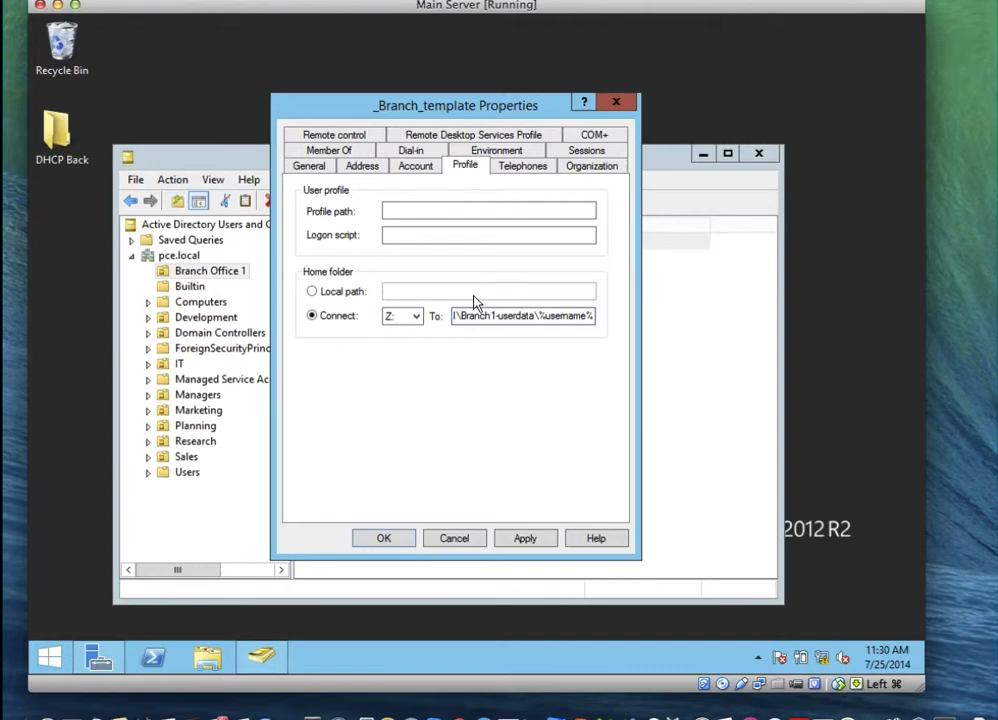 Main Server [Running]
Recycle Bin
DHCP Back
_Branch_template Properties
?
X
Remote control
Remote Desktop Services Profile
COM+
Member Of
Dial-in
Environment
Sessions
General
Address
Account
Profile
Telephones
Organization
User profile
Profile path:
Logon script:
Home folder
Local path:
Connect:
Z:
To:
\Branch1-userdata\%username%
OK
Cancel
Apply
Help
File
Action
View
Help
Active Directory Users and C
Saved Queries
pce.local
Branch Office 1
Builtin
Computers
Development
Domain Controllers
ForeignSecurityPrinc
IT
Managed Service Ac
Managers
Marketing
Planning
Research
Sales
Users
2012 R2
11:30 AM
7/25/2014
Left ⌘